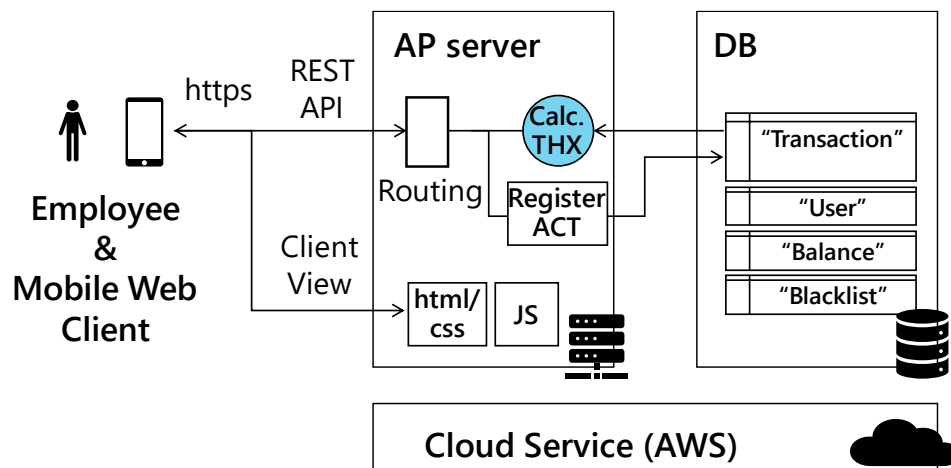 AP server
DB
https
REST
API
Calc.
THX
"Transaction"
Routing
Register
ACT
"User"
Employee
&
Mobile Web
Client
"Balance"
Client
View
html/
css
JS
"Blacklist"
Cloud Service (AWS)